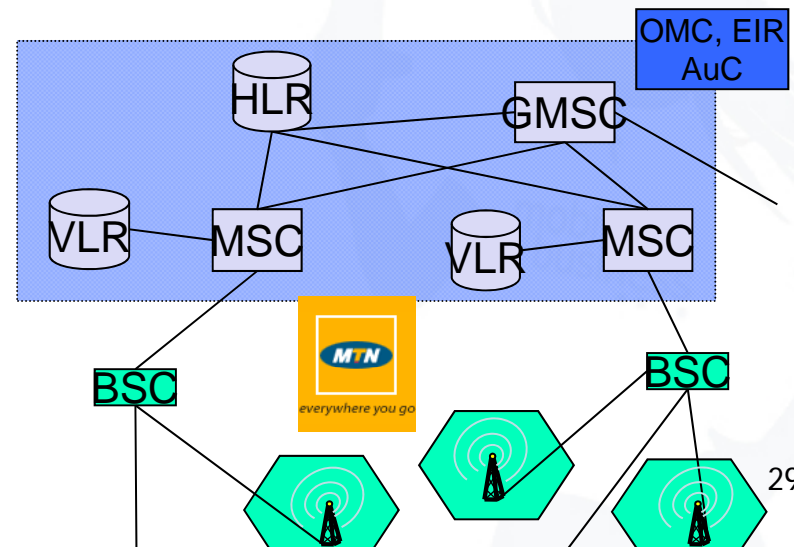 OMC, EIR
AuC
HLR
GMSC
VLR
MSC
VLR
MSC
MTN
everywhere you go
BSC
BSC
29